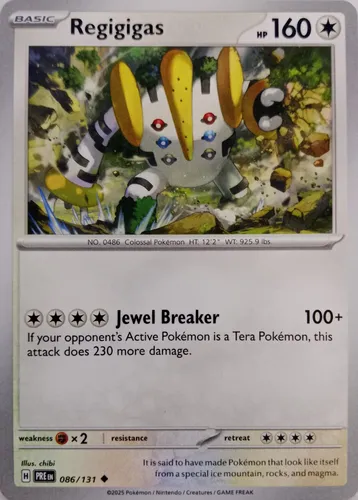 BASIC
Regigigas
HP 160
NO. 0486 Colossal Pokémon HT: 12'2" WT: 925.9 lbs
Jewel Breaker 100+
If your opponent's Active Pokémon is a Tera Pokémon, this
attack does 230 more damage.
weakness ×2 resistance retreat
Illus. chibi
H PRE EN 086/131
It is said to have made Pokémon that look like itself
from a special ice mountain, rocks, and magma.
©2025 Pokémon / Nintendo / Creatures / GAME FREAK